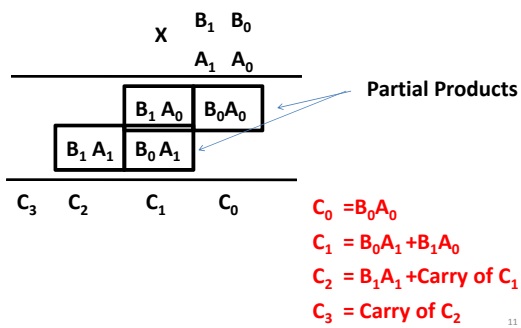 X B₁ B₀
A₁ A₀
Partial Products
B₁ A₀ B₀A₀
B₁ A₁ B₀ A₁
C₃ C₂ C₁ C₀
C₀ =B₀A₀
C₁ = B₀A₁ +B₁A₀
C₂ = B₁A₁ +Carry of C₁
C₃ = Carry of C₂
11